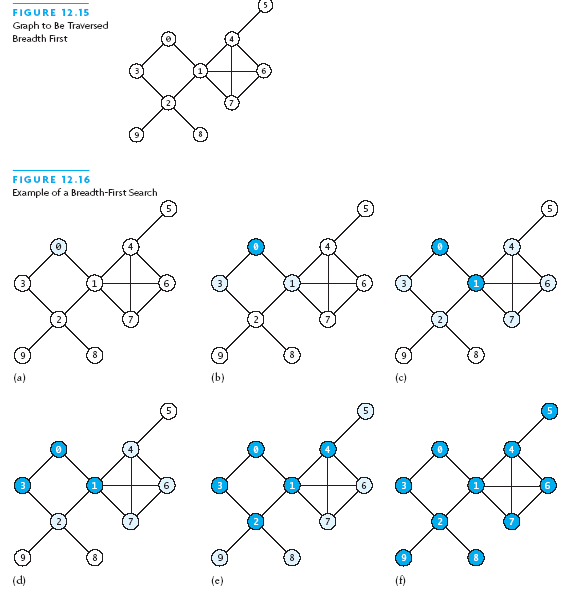 FIGURE 12.15
Graph to Be Traversed
Breadth First
5
0 4
3 1 6
2 7
9 8
FIGURE 12.16
Example of a Breadth-First Search
5 5 5
0 4 0 4 0 4
3 1 6 3 1 6 3 1 6
2 7 2 7 2 7
9 8 9 8 9 8
(a) (b) (c)
5 5 5
0 4 0 4 0 4
3 1 6 3 1 6 3 1 6
2 7 2 7 2 7
9 8 9 8 9 8
(d) (e) (f)